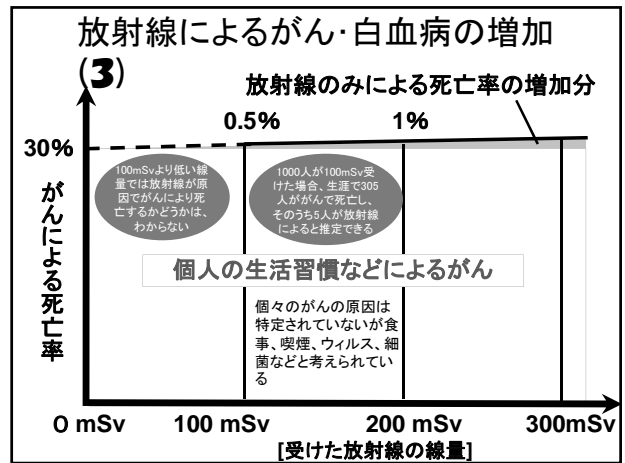 放射線によるがん･白血病の増加
(3)
放射線のみによる死亡率の増加分
0.5%
1%
30%
100mSvより低い線
量では放射線が原
因でがんにより死
亡するかどうかは、
わからない
1000人が100mSv受
けた場合、生涯で305
人ががんで死亡し、
そのうち5人が放射線
によると推定できる
がんによる死亡率
個人の生活習慣などによるがん
個々のがんの原因は
特定されていないが食
事、喫煙、ウィルス、細
菌などと考えられてい
る
0 mSv
100 mSv
200 mSv
300mSv
[受けた放射線の線量]